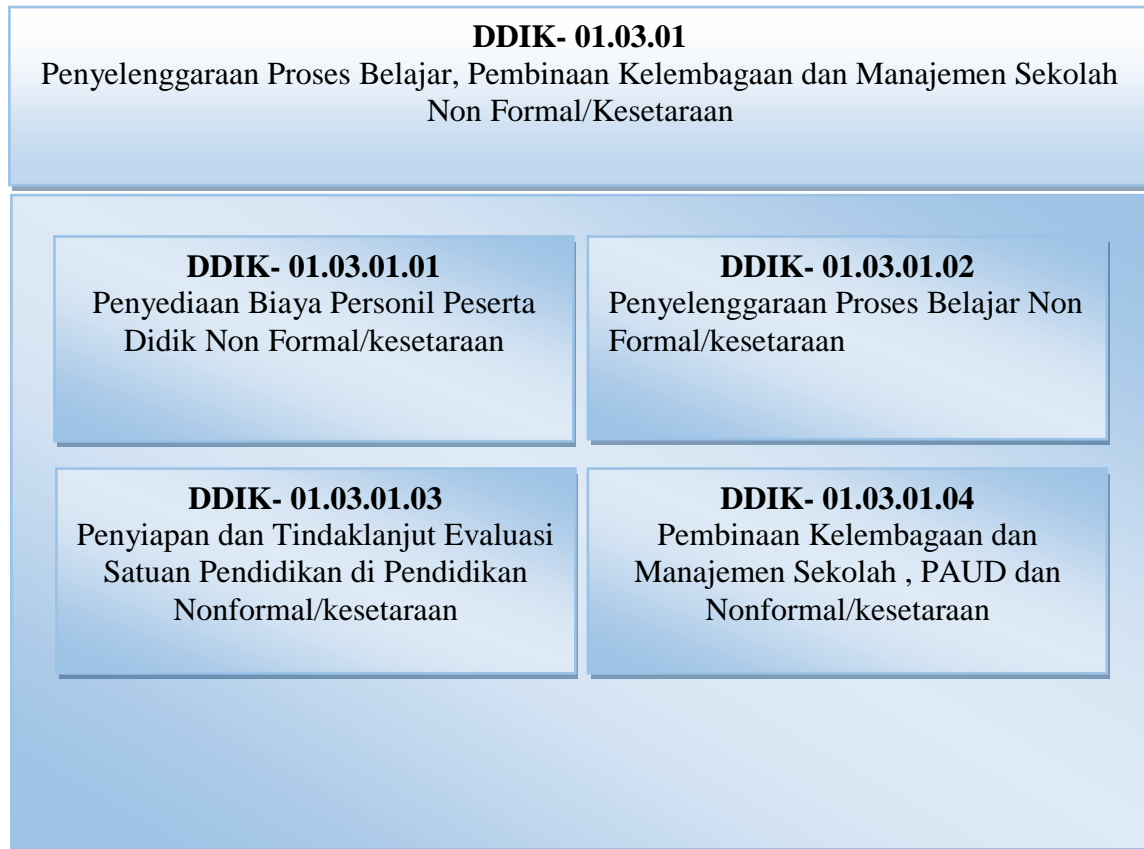 DDIK- 01.03.01
Penyelenggaraan Proses Belajar, Pembinaan Kelembagaan dan Manajemen Sekolah
Non Formal/Kesetaraan
DDIK- 01.03.01.01
Penyediaan Biaya Personil Peserta
Didik Non Formal/kesetaraan
DDIK- 01.03.01.02
Penyelenggaraan Proses Belajar Non
Formal/kesetaraan
DDIK- 01.03.01.03
Penyiapan dan Tindaklanjut Evaluasi
Satuan Pendidikan di Pendidikan
Nonformal/kesetaraan
DDIK- 01.03.01.04
Pembinaan Kelembagaan dan
Manajemen Sekolah , PAUD dan
Nonformal/kesetaraan